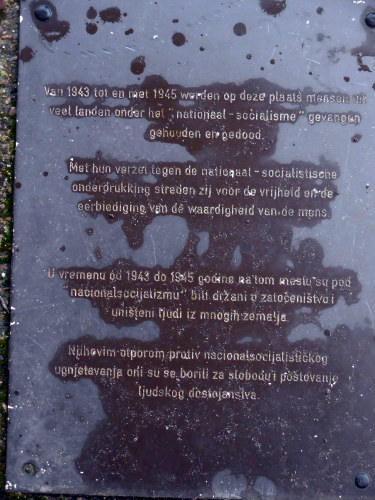 Van 1943 tot en met 1945 werden op deze plaats mensen uit
veel landen onder het "nationaal-socialisme" gevangen
gehouden en gedood.
Met hun verzet tegen de nationaal-socialistische
onderdrukking streden zij voor de vrijheid en de
eerbiediging van de waardigheid van de mens.
U vremenu od 1943 do 1945 godine na tom mestu su pod
"nacionalsocijalizmu" bili držani u zatočeništvo i
uništeni ljudi iz mnogih zemalja.
Njihovim otporom protiv nacionalsocijalističkog
ugnjetavanja oni su se borili za slobodu i poštovanje
ljudskog dostojanstva.